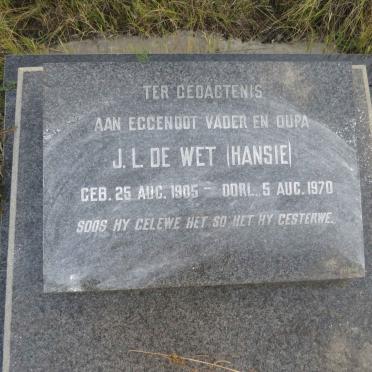 TER GEDAGTENIS
AAN EGGENOOT VADER EN OUPA
J. L. DE WET (HANSIE)
GEB. 25 AUG. 1905 – OORL. 5 AUG. 1970
SOOS HY GELEWE HET SO HET HY GESTERWE.